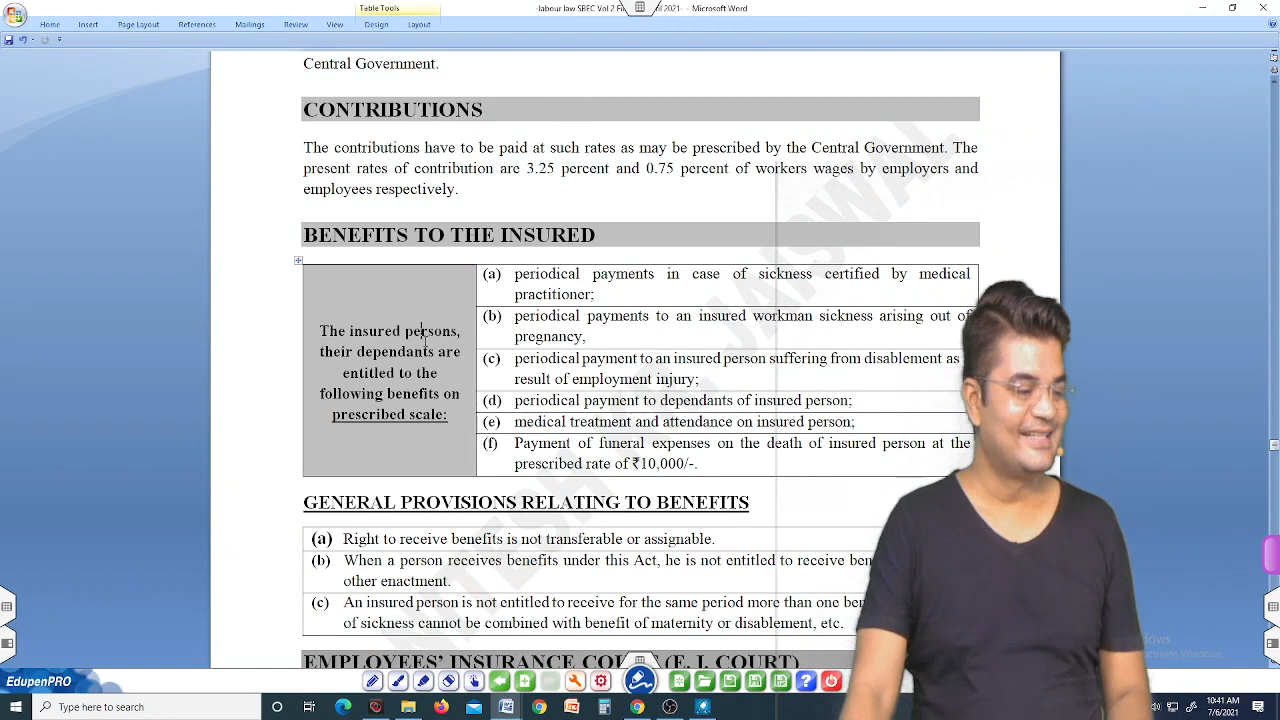 Table Tools
-labour law SBEC Vol 2 F 2021- - Microsoft Word
Home Insert Page Layout References Mailings Review View Design Layout
Central Government.
CONTRIBUTIONS
The contributions have to be paid at such rates as may be prescribed by the Central Government. The
present rates of contribution are 3.25 percent and 0.75 percent of workers wages by employers and
employees respectively.
BENEFITS TO THE INSURED
The insured persons,
their dependants are
entitled to the
following benefits on
prescribed scale:
(a) periodical payments in case of sickness certified by medical
practitioner;
(b) periodical payments to an insured workman sickness arising out of
pregnancy,
(c) periodical payment to an insured person suffering from disablement as
result of employment injury;
(d) periodical payment to dependants of insured person;
(e) medical treatment and attendance on insured person;
(f) Payment of funeral expenses on the death of insured person at the
prescribed rate of ₹10,000/-.
GENERAL PROVISIONS RELATING TO BENEFITS
(a) Right to receive benefits is not transferable or assignable.
(b) When a person receives benefits under this Act, he is not entitled to receive
other enactment.
(c) An insured person is not entitled to receive for the same period more than one
of sickness cannot be combined with benefit of maternity or disablement, etc.
EMPLOYEES' INSURANCE (E. I. COURT)
JAISWAL
EdupenPRO
Type here to search
10:41 AM
7/6/2021